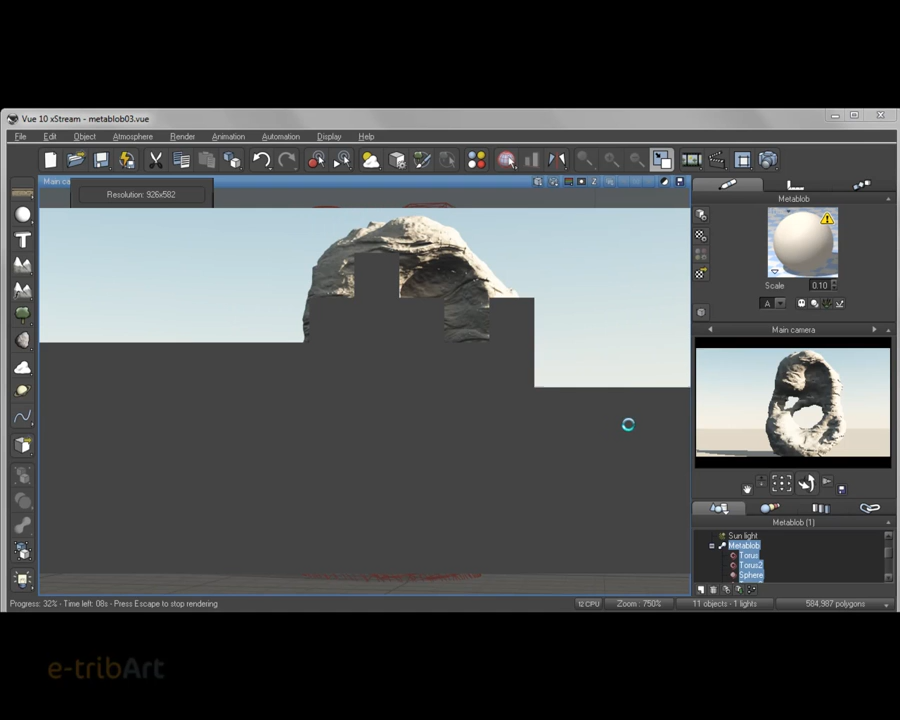 Vue 10 xStream - metablob03.vue
File Edit Object Atmosphere Render Animation Automation Display Help
Main ca
Resolution: 926x582
Metablob
Scale 0.10
A
Main camera
Metablob (1)
Sun light
Metablob
Torus
Torus2
Sphere
Progress: 32% - Time left: 08s - Press Escape to stop rendering
12 CPU
Zoom : 750%
11 objects - 1 lights
584,987 polygons
e-tribArt